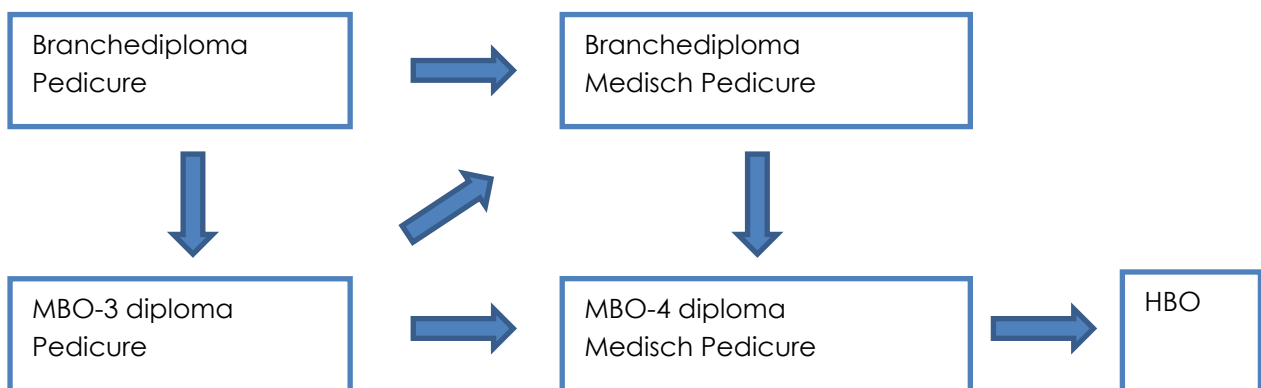 Branchediploma
Pedicure
Branchediploma
Medisch Pedicure
MBO-3 diploma
Pedicure
MBO-4 diploma
Medisch Pedicure
HBO